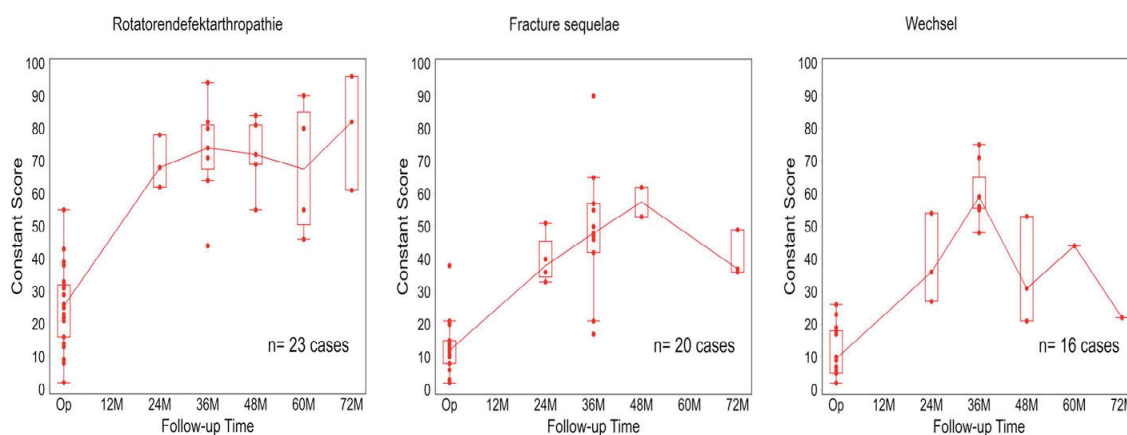 Rotatorendefektarthropathie
Constant Score
100
90
80
70
60
50
40
30
20
10
0
n= 23 cases
Op 12M 24M 36M 48M 60M 72M
Follow-up Time
Fracture sequelae
Constant Score
100
90
80
70
60
50
40
30
20
10
0
n= 20 cases
Op 12M 24M 36M 48M 60M 72M
Follow-up Time
Wechsel
Constant Score
100
90
80
70
60
50
40
30
20
10
0
n= 16 cases
Op 12M 24M 36M 48M 60M 72M
Follow-up Time